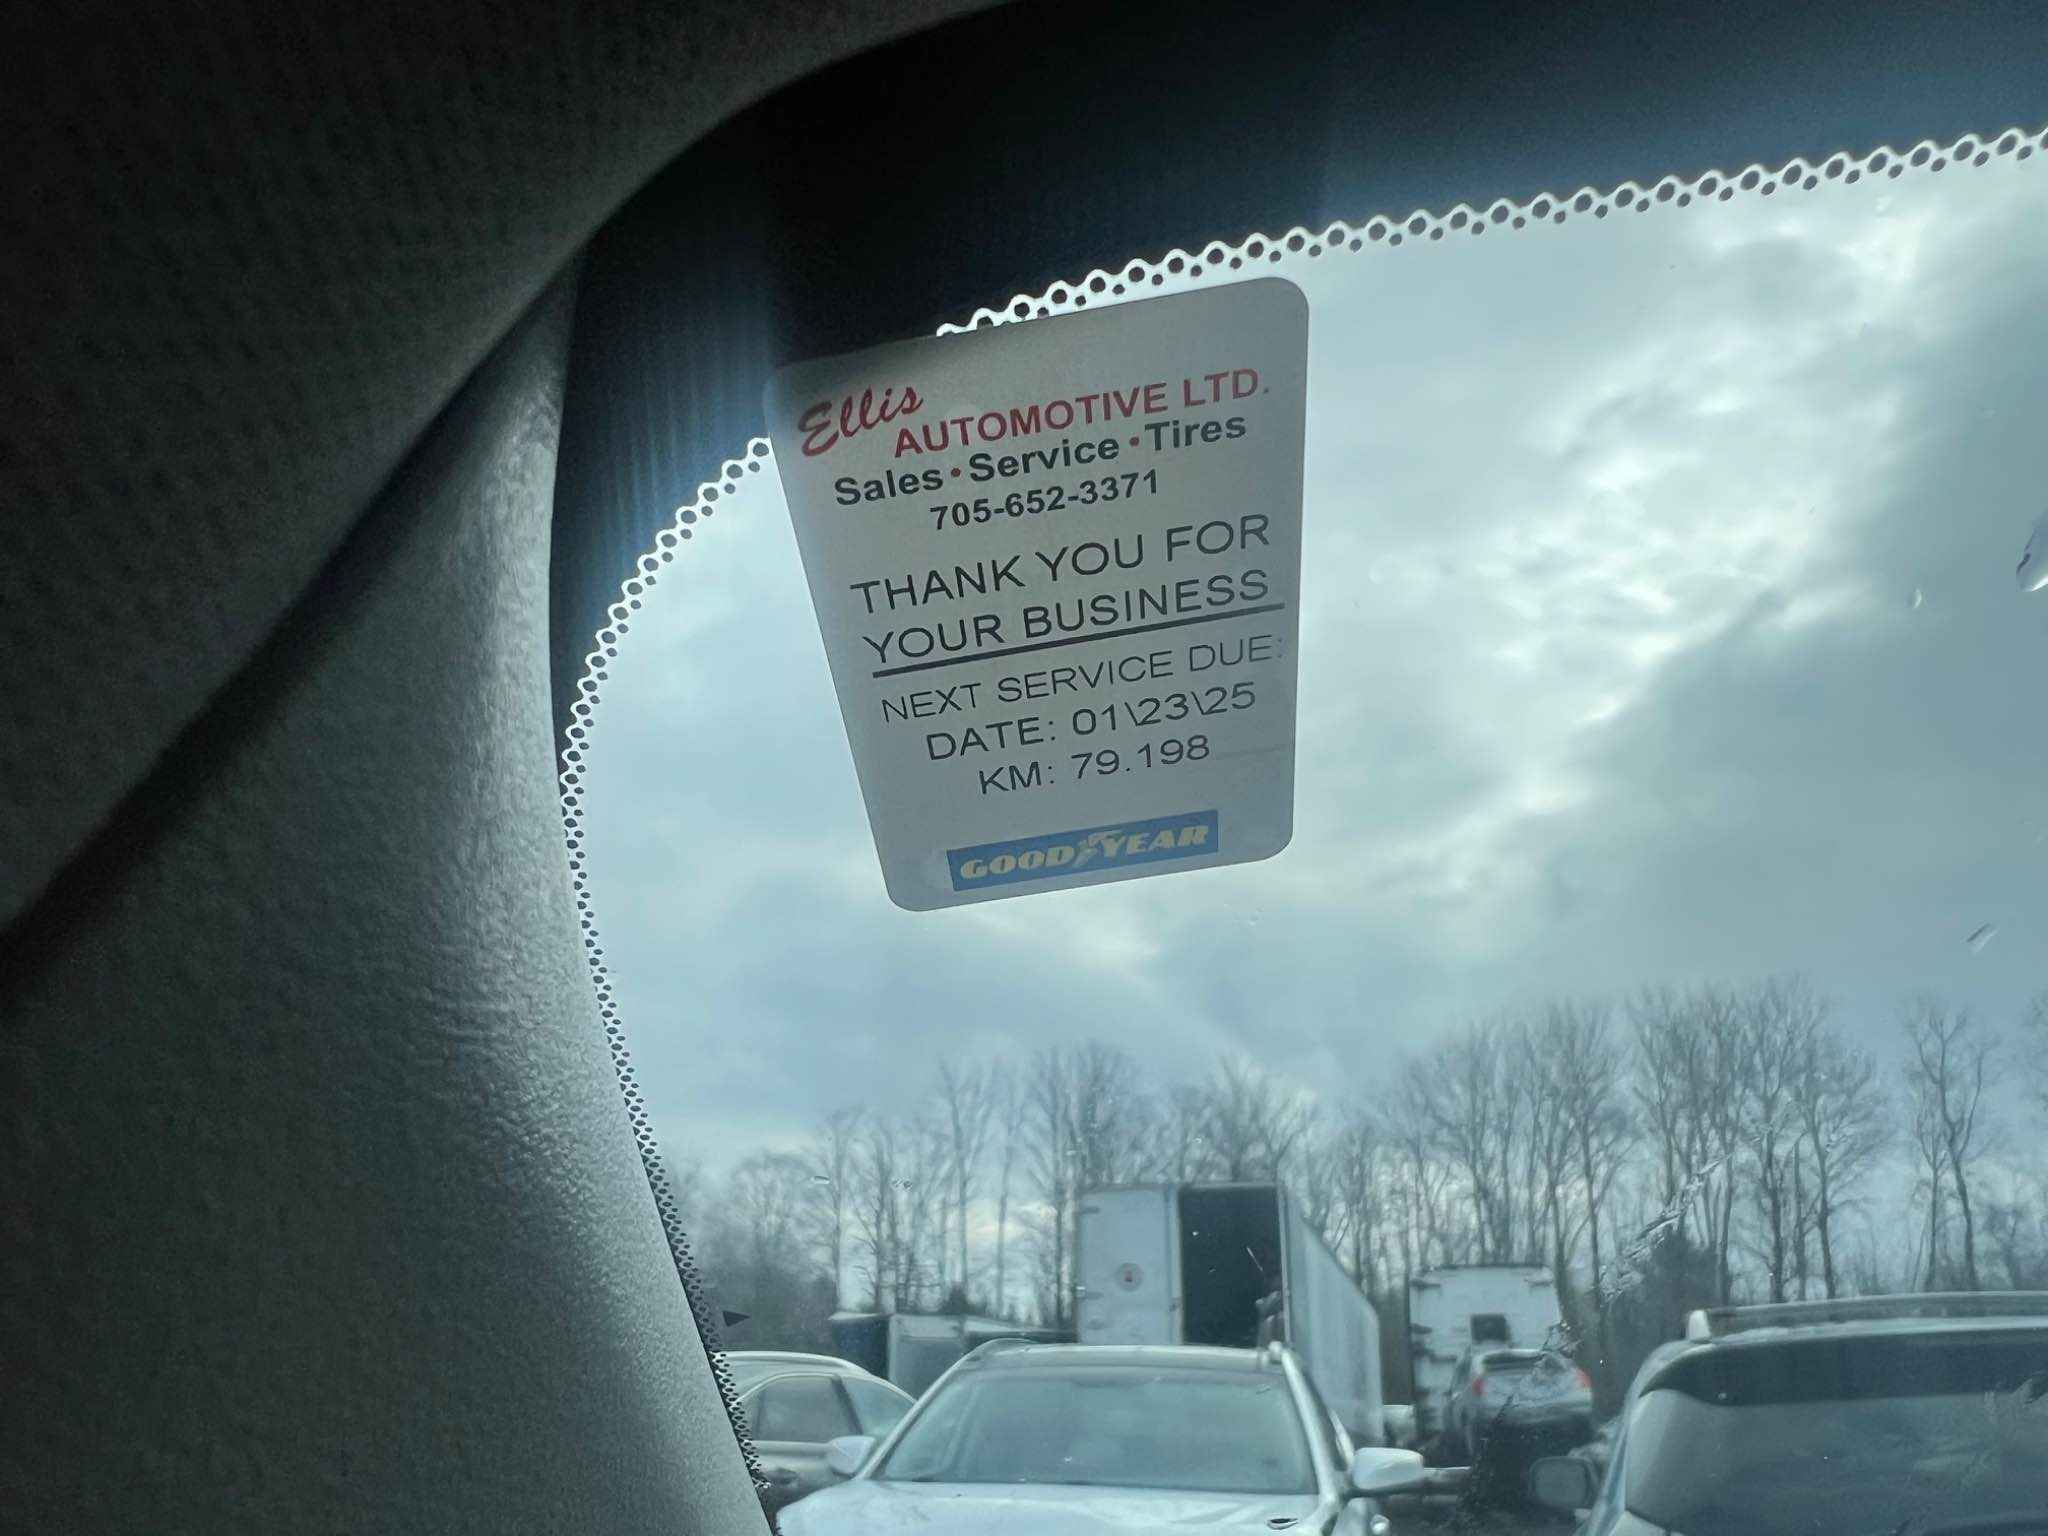 Ellis
AUTOMOTIVE LTD.
Sales•Service•Tires
705-652-3371
THANK YOU FOR
YOUR BUSINESS
NEXT SERVICE DUE:
DATE: 01\23\25
KM: 79.198
GOODYEAR